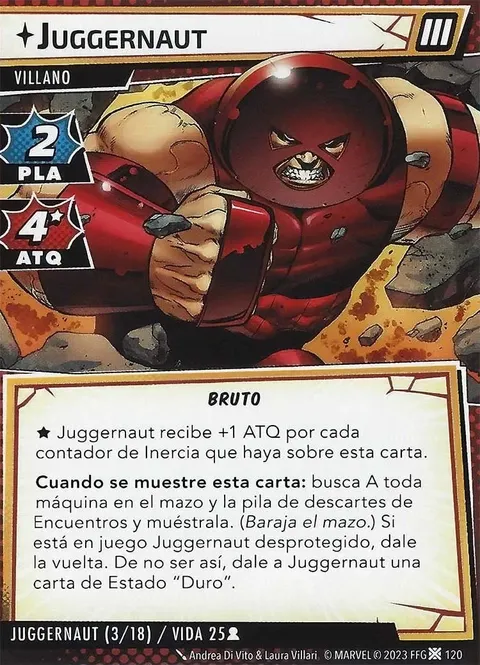 JUGGERNAUT
III
VILLANO
2
PLA
4★
ATQ
BRUTO
★ Juggernaut recibe +1 ATQ por cada
contador de Inercia que haya sobre esta carta.
Cuando se muestre esta carta: busca A toda
máquina en el mazo y la pila de descartes de
Encuentros y muéstrala. (Baraja el mazo.) Si
está en juego Juggernaut desprotegido, dale
la vuelta. De no ser así, dale a Juggernaut una
carta de Estado “Duro”.
JUGGERNAUT (3/18) / VIDA 25
Andrea Di Vito & Laura Villari. © MARVEL © 2023 FFG 120